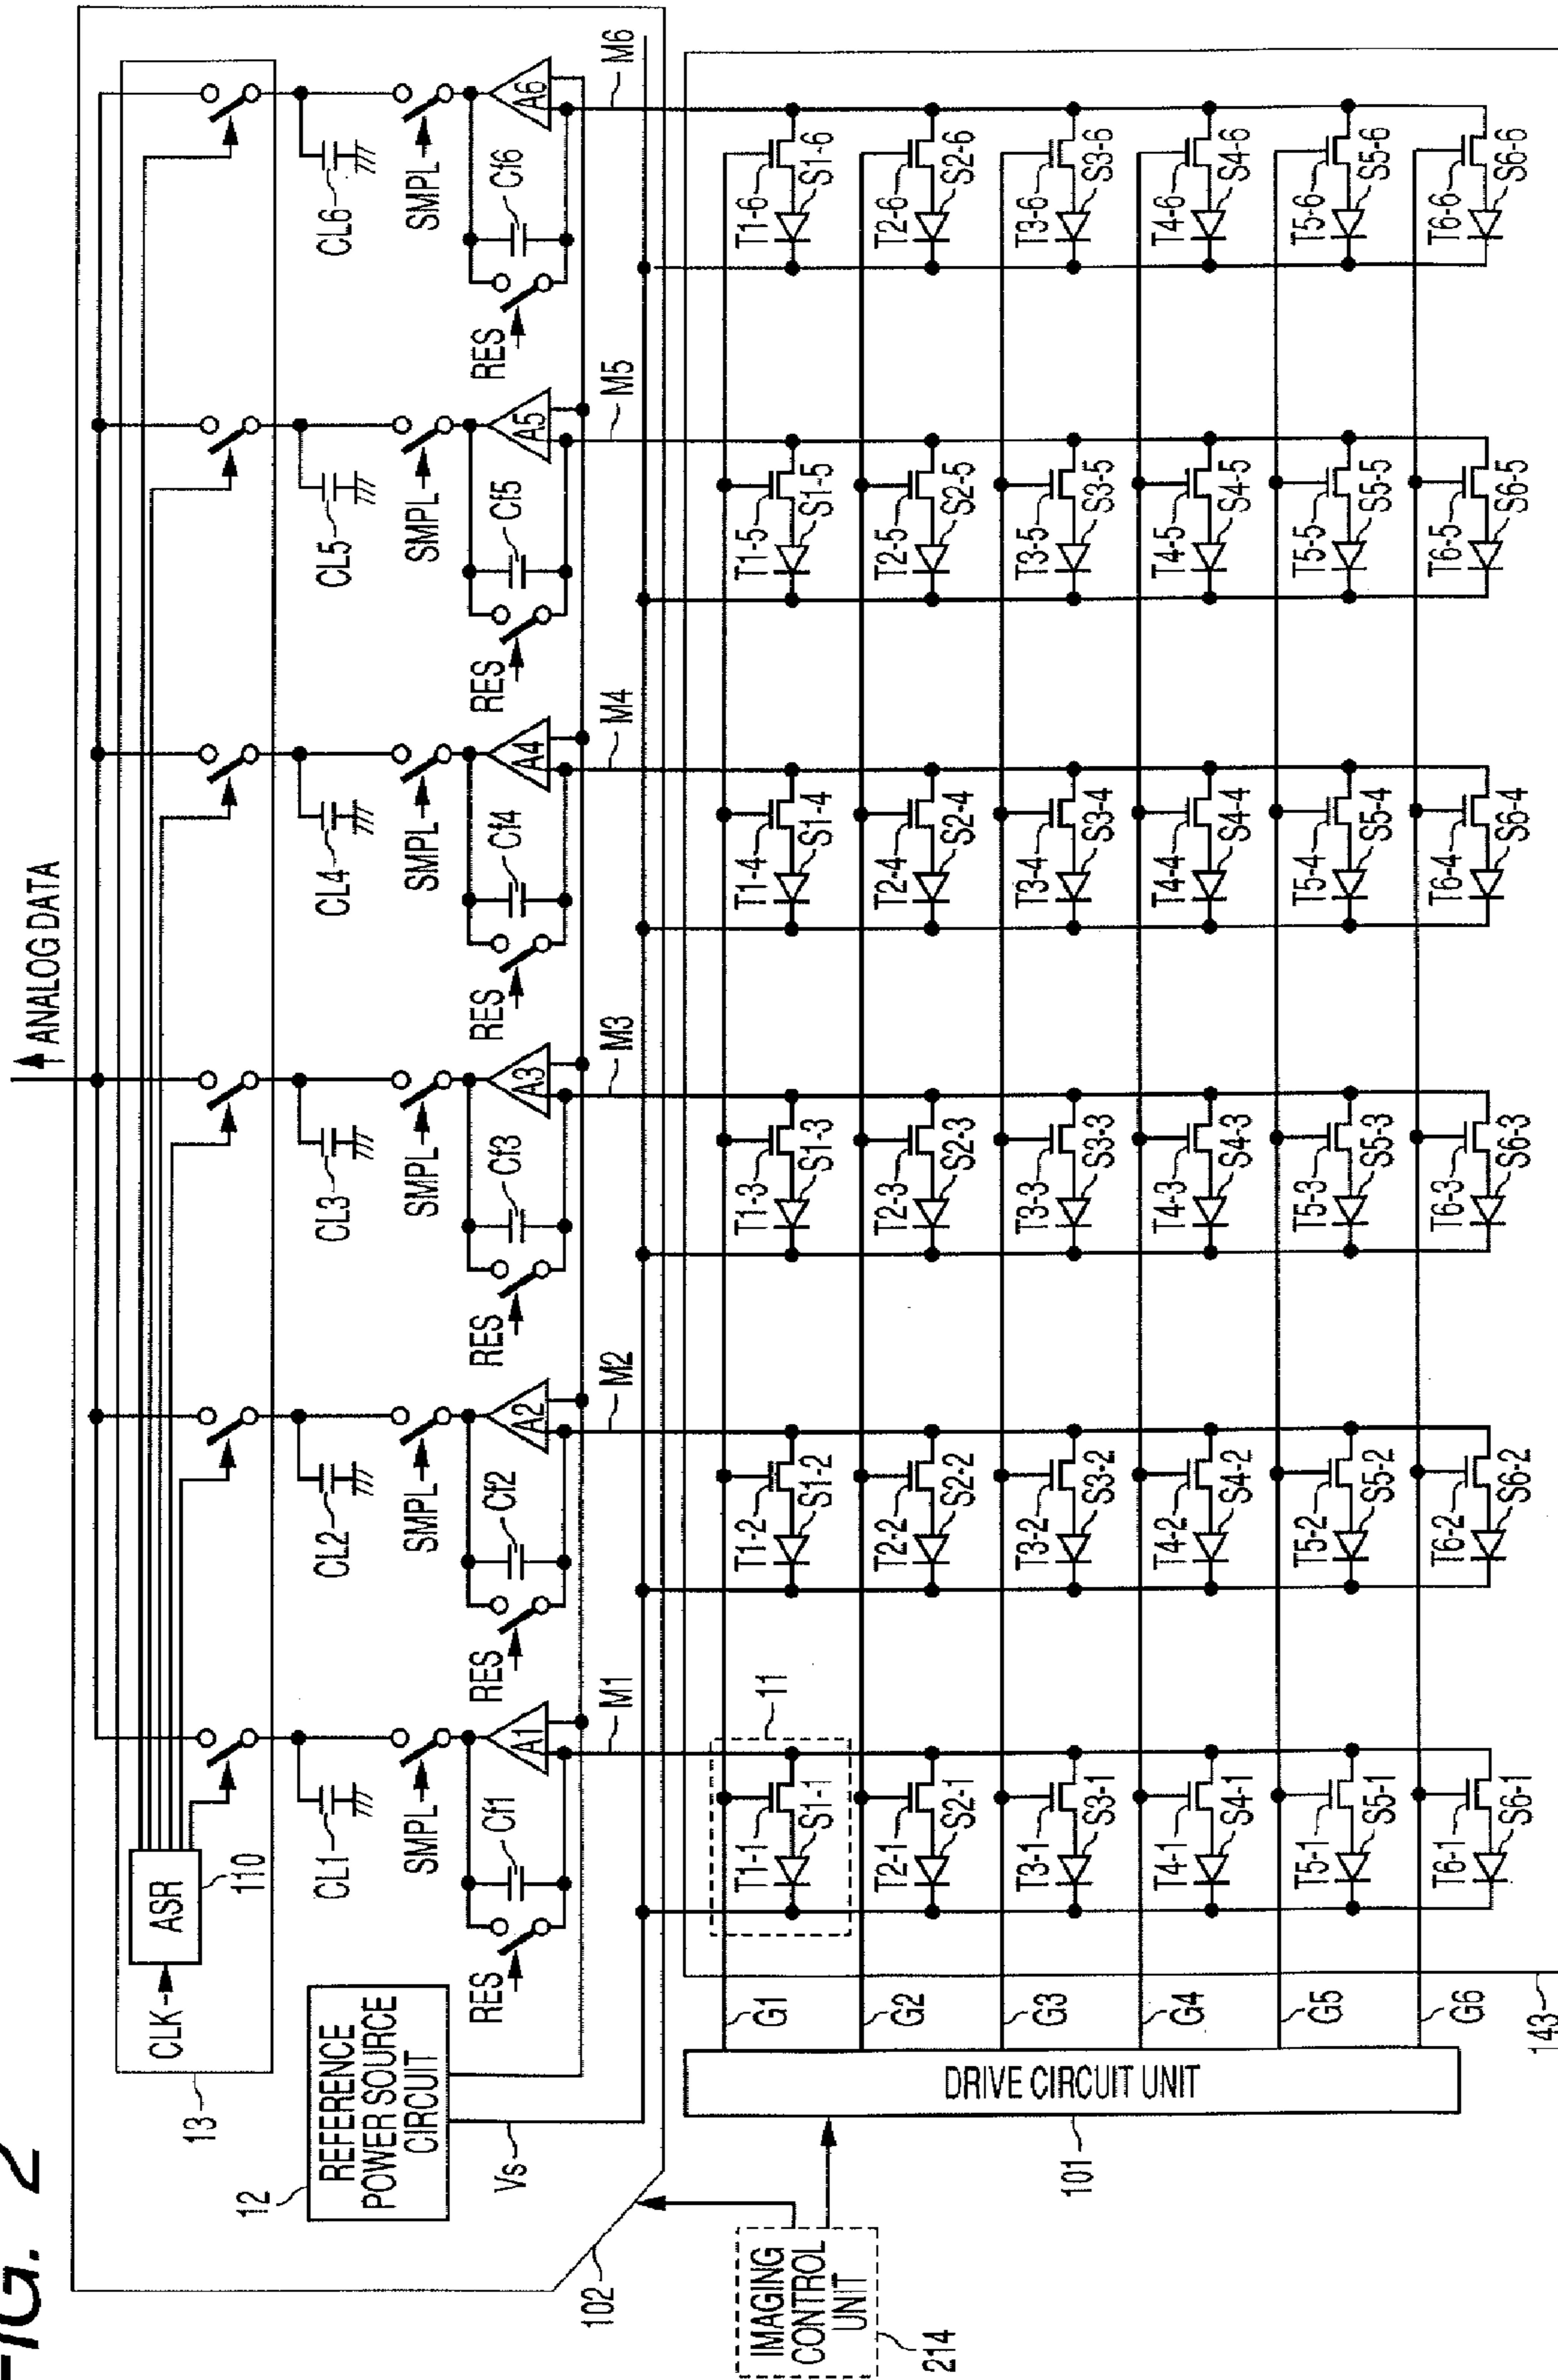 FIG. 2
ANALOG DATA
13
CLK
ASR
110
CL1
CL2
CL3
CL4
CL5
CL6
SMPL
SMPL
SMPL
SMPL
SMPL
SMPL
12
REFERENCE
POWER SOURCE
CIRCUIT
Vs
RES
Cf1
A1
RES
Cf2
A2
RES
Cf3
A3
RES
Cf4
A4
RES
Cf5
A5
RES
Cf6
A6
102
M1
M2
M3
M4
M5
M6
11
IMAGING
CONTROL
UNIT
214
DRIVE CIRCUIT UNIT
101
143
G1
T1-1
S1-1
T1-2
S1-2
T1-3
S1-3
T1-4
S1-4
T1-5
S1-5
T1-6
S1-6
G2
T2-1
S2-1
T2-2
S2-2
T2-3
S2-3
T2-4
S2-4
T2-5
S2-5
T2-6
S2-6
G3
T3-1
S3-1
T3-2
S3-2
T3-3
S3-3
T3-4
S3-4
T3-5
S3-5
T3-6
S3-6
G4
T4-1
S4-1
T4-2
S4-2
T4-3
S4-3
T4-4
S4-4
T4-5
S4-5
T4-6
S4-6
G5
T5-1
S5-1
T5-2
S5-2
T5-3
S5-3
T5-4
S5-4
T5-5
S5-5
T5-6
S5-6
G6
T6-1
S6-1
T6-2
S6-2
T6-3
S6-3
T6-4
S6-4
T6-5
S6-5
T6-6
S6-6